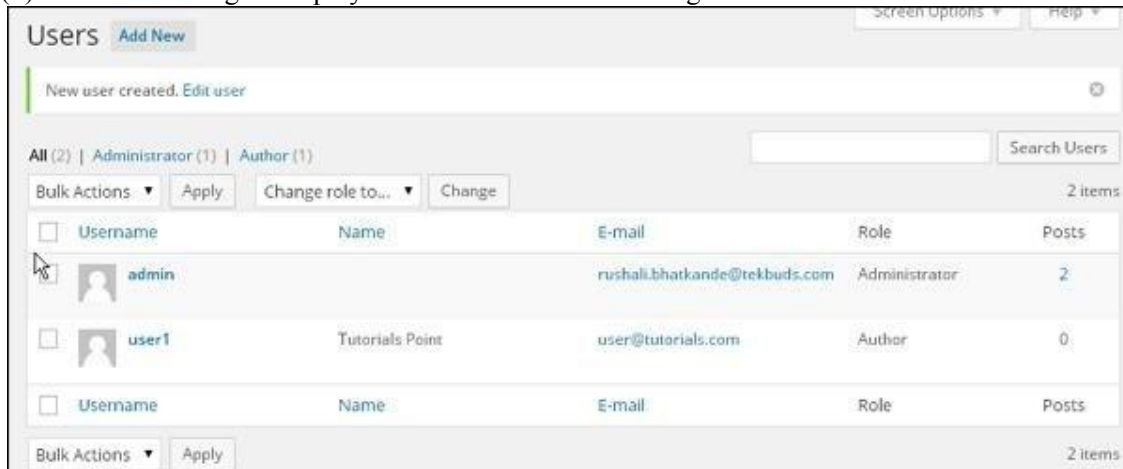 Screen Options ▼ Help ▼
Users Add New
New user created. Edit user
All (2) | Administrator (1) | Author (1)
Search Users
Bulk Actions ▼ Apply Change role to... ▼ Change 2 items
Username Name E-mail Role Posts
admin rushali.bhatkande@tekbuds.com Administrator 2
user1 Tutorials Point user@tutorials.com Author 0
Username Name E-mail Role Posts
Bulk Actions ▼ Apply 2 items